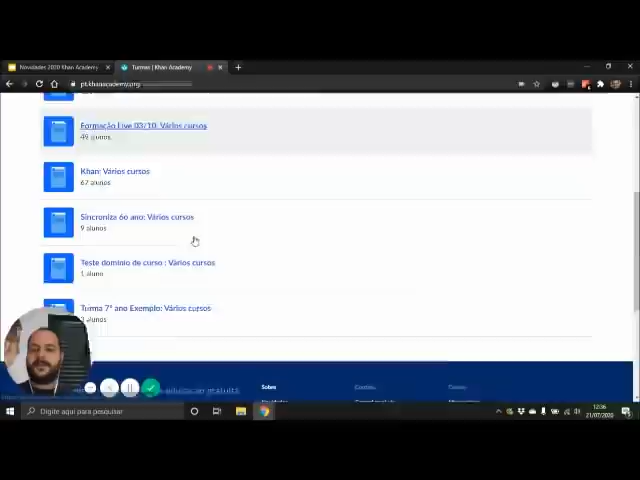 Novidades 2020 Khan Academy
Turmas | Khan Academy
pt.khanacademy.org
Formação Live 03/10: Vários cursos
49 alunos
Khan: Vários cursos
67 alunos
Sincroniza 6o ano: Vários cursos
9 alunos
Teste domínio de curso : Vários cursos
1 aluno
Turma 7º ano Exemplo: Vários cursos
alunos
Sobre
Digite aqui para pesquisar
12:36
21/07/2020